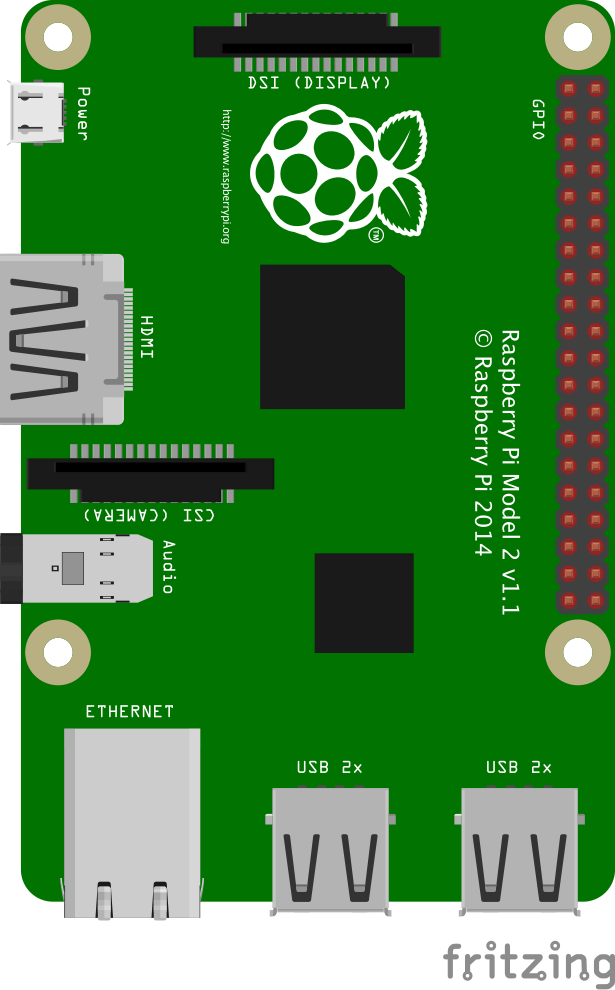 DSI (DISPLAY)
Power
http://www.raspberrypi.org
TM
GPIO
HDMI
Raspberry Pi Model 2 v1.1
© Raspberry Pi 2014
CSI (CAMERA)
Audio
ETHERNET
USB 2x
USB 2x
fritzing